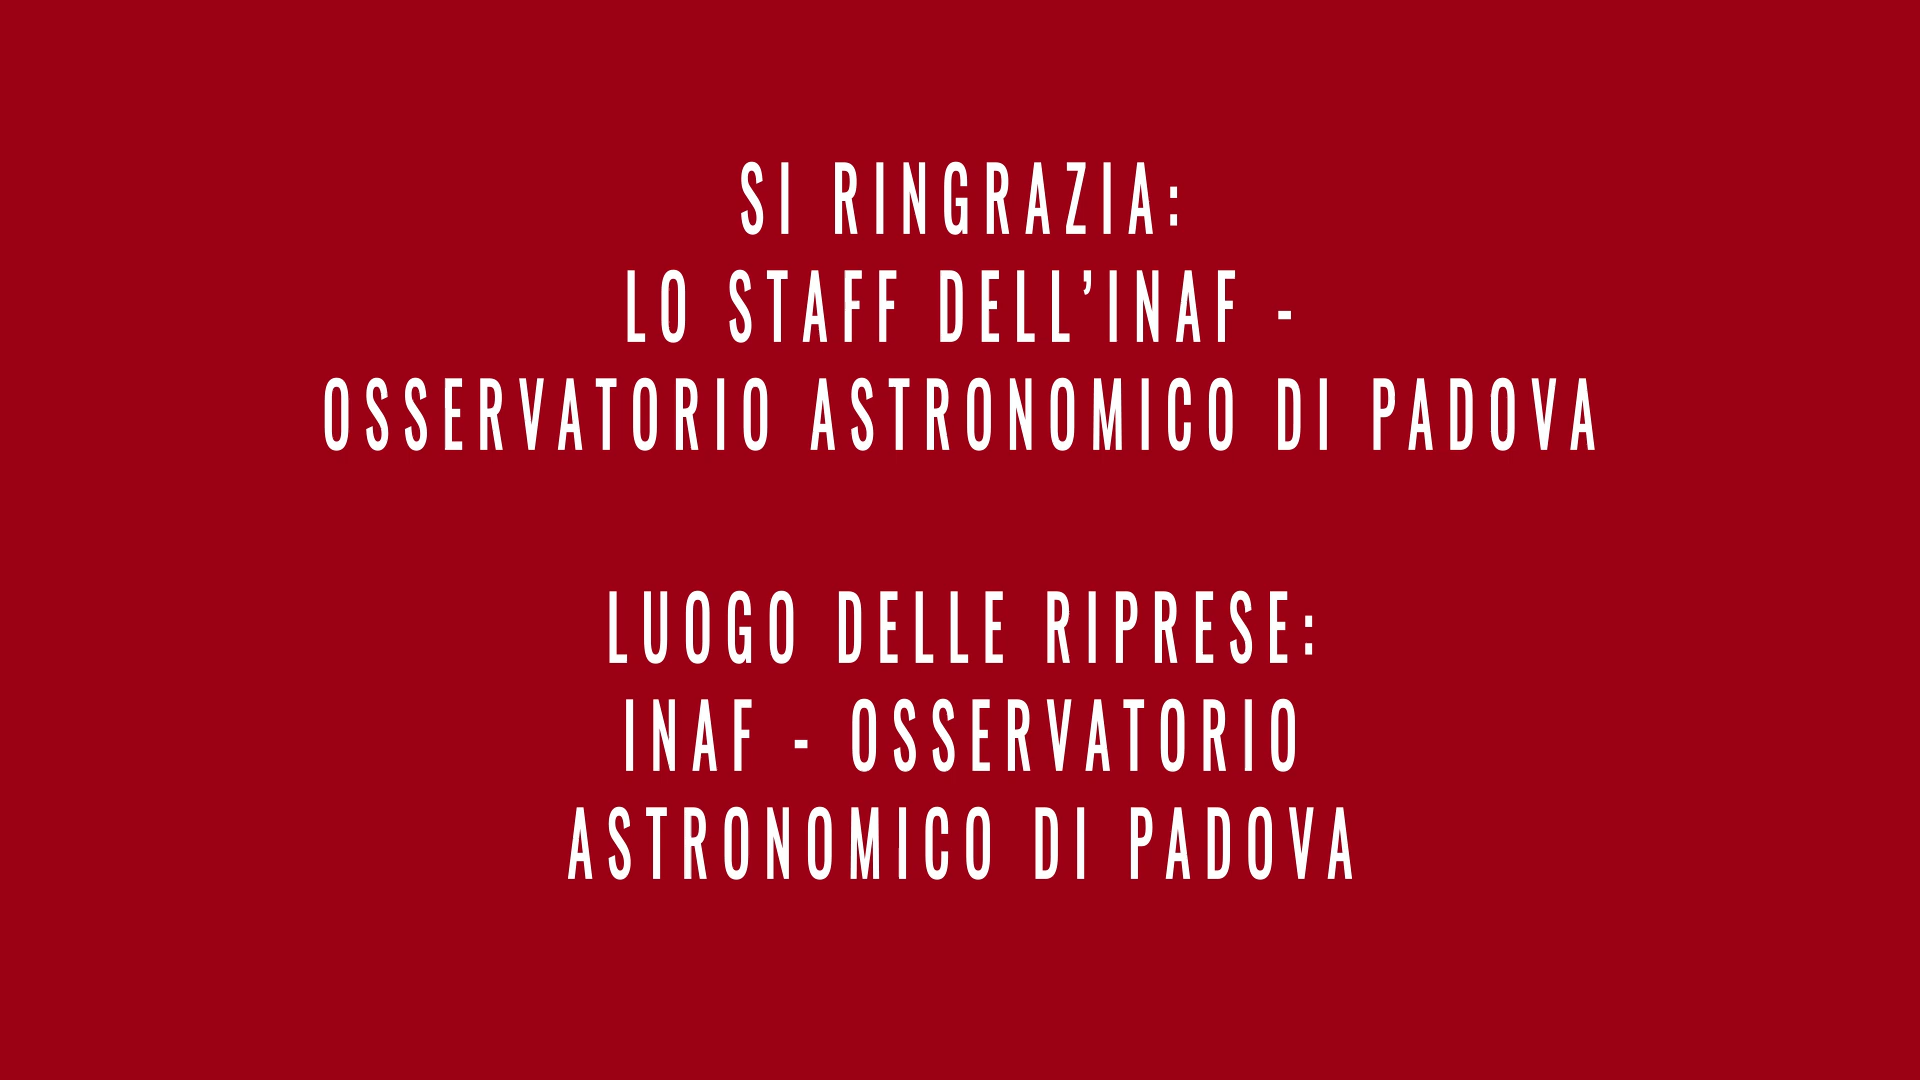 SI RINGRAZIA:
LO STAFF DELL’INAF -
OSSERVATORIO ASTRONOMICO DI PADOVA
LUOGO DELLE RIPRESE:
INAF - OSSERVATORIO
ASTRONOMICO DI PADOVA